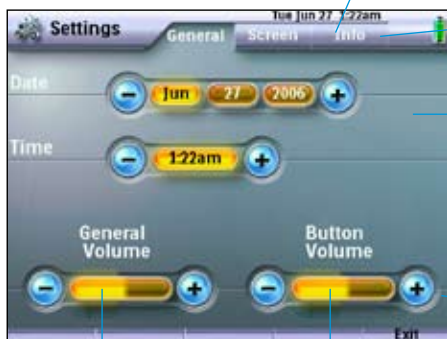 Tue Jun 27 1:22am
Settings General Screen Info
Date
- Jun 27 2006 +
Time
- 1:22am +
General Volume
Button Volume
- +
- +
Exit